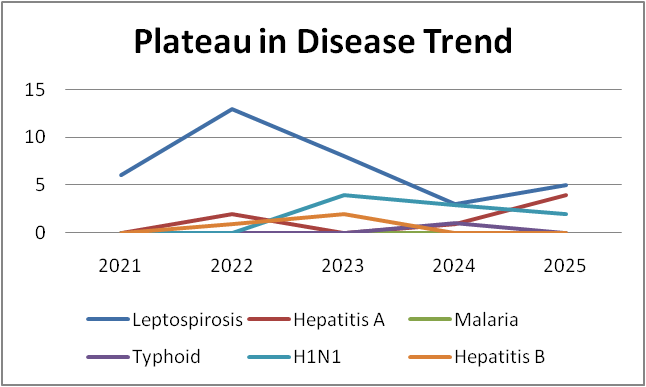 Plateau in Disease Trend
15
10
5
0
2021 2022 2023 2024 2025
Leptospirosis Hepatitis A Malaria
Typhoid H1N1 Hepatitis B